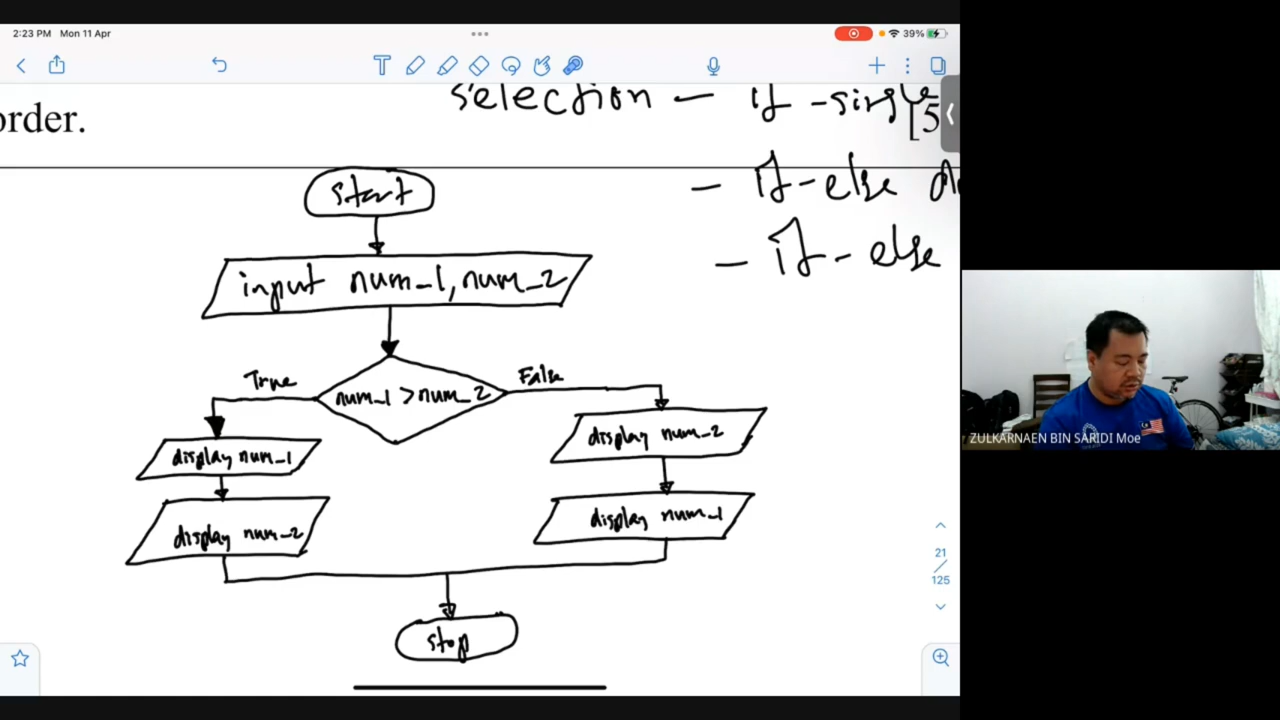 2:23 PM Mon 11 Apr
39%
selection - if - single
order.
[5
- if - else
- if - else
start
input num_1, num_2
num_1 > num_2
True
False
display num_1
display num_2
display num_2
display num_1
stop
21
/
125
ZULKARNAEN BIN SARIDI Moe